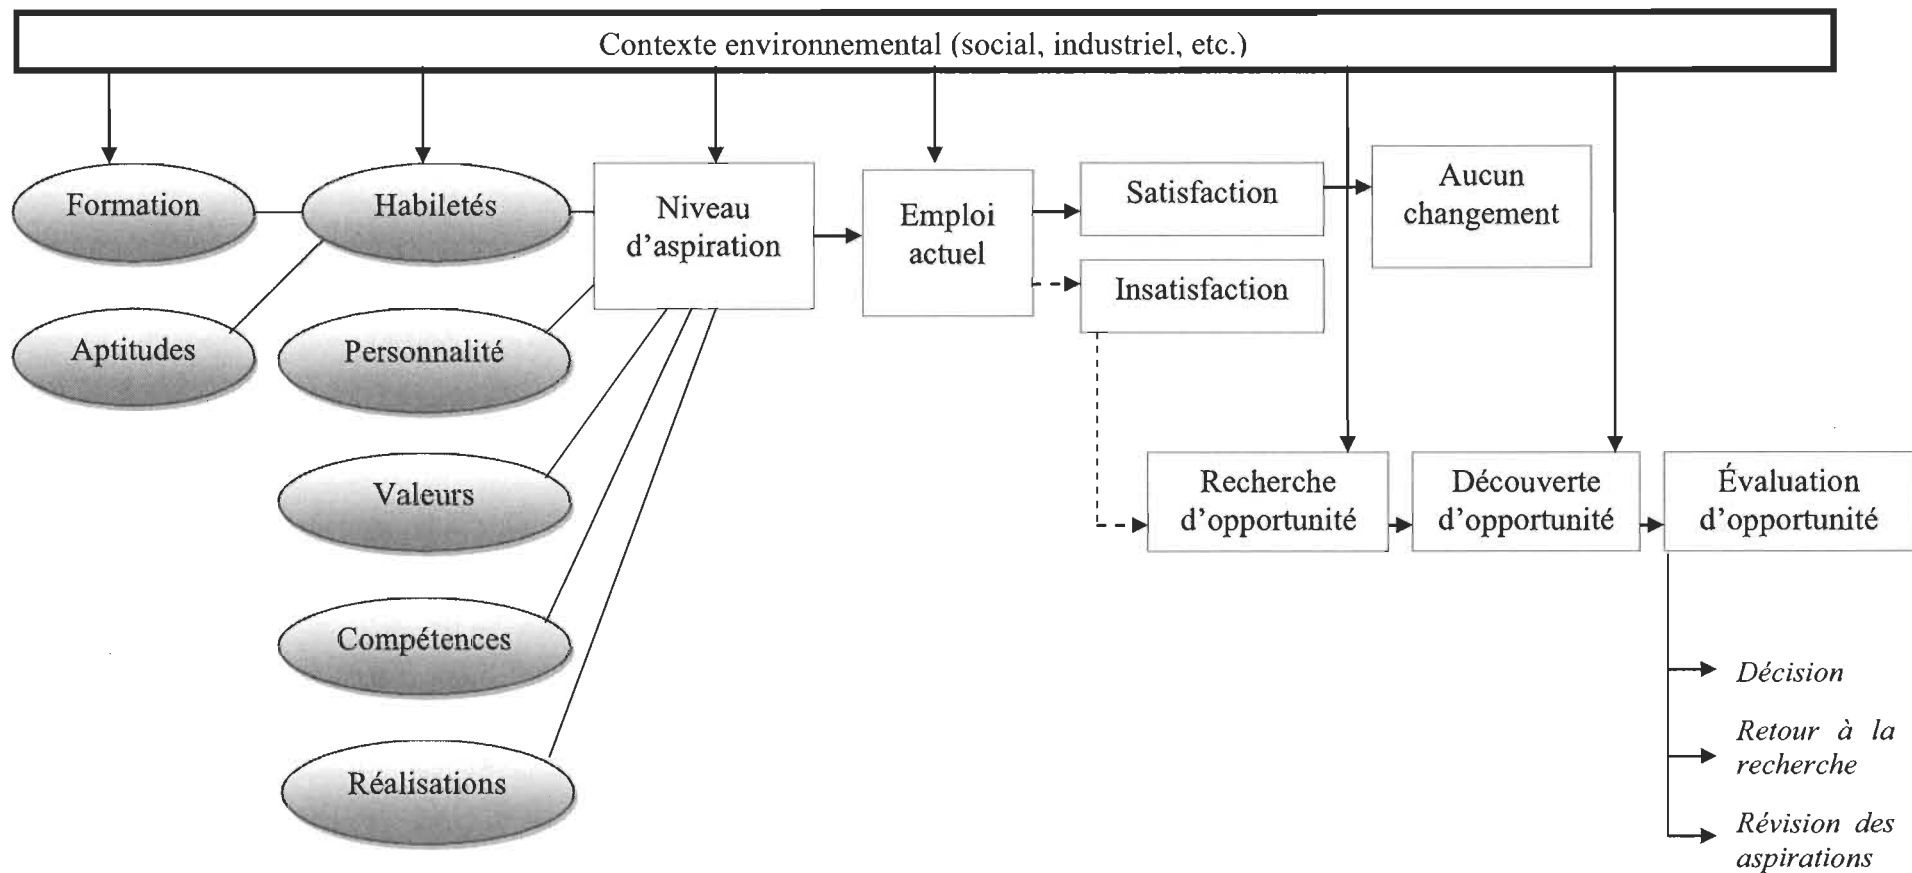 Contexte environnemental (social, industriel, etc.)
Formation
Habiletés
Niveau
d’aspiration
Emploi
actuel
Satisfaction
Aucun
changement
Insatisfaction
Aptitudes
Personnalité
Valeurs
Compétences
Réalisations
Recherche
d’opportunité
Découverte
d’opportunité
Évaluation
d’opportunité
Décision
Retour à la
recherche
Révision des
aspirations